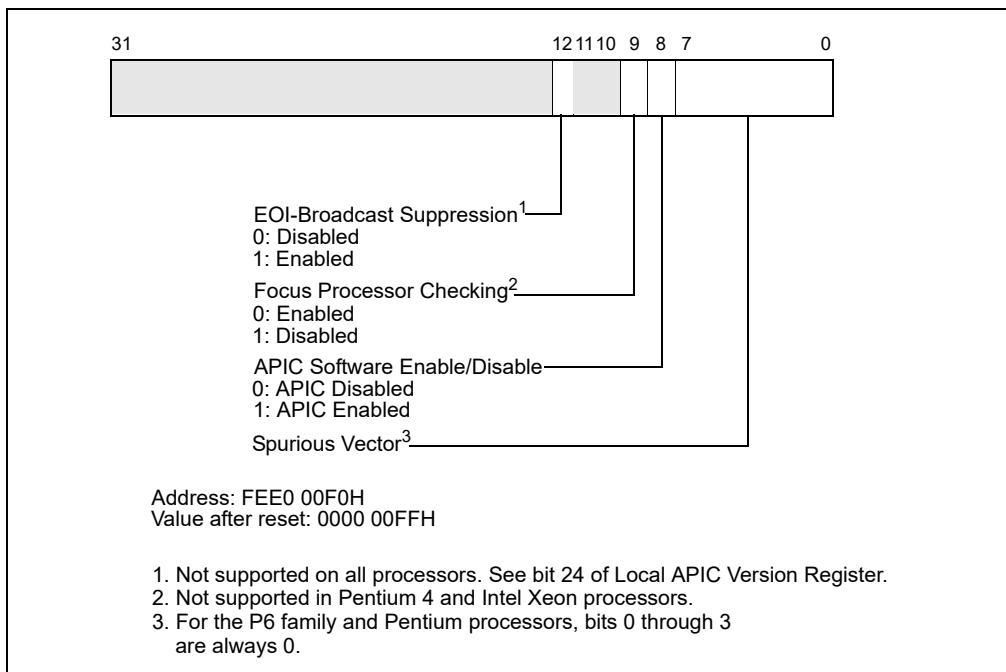 31 12 11 10 9 8 7 0
EOI-Broadcast Suppression1
0: Disabled
1: Enabled
Focus Processor Checking2
0: Enabled
1: Disabled
APIC Software Enable/Disable
0: APIC Disabled
1: APIC Enabled
Spurious Vector3
Address: FEE0 00F0H
Value after reset: 0000 00FFH
1. Not supported on all processors. See bit 24 of Local APIC Version Register.
2. Not supported in Pentium 4 and Intel Xeon processors.
3. For the P6 family and Pentium processors, bits 0 through 3
are always 0.